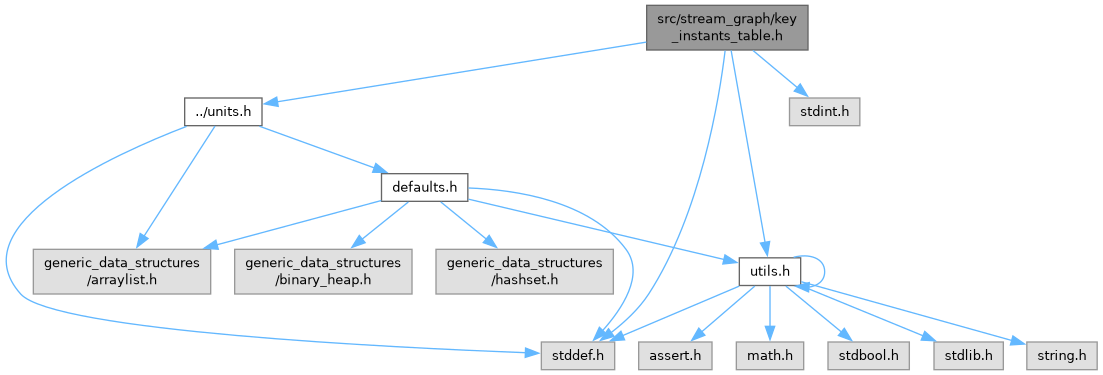 src/stream_graph/key
_instants_table.h
../units.h
stdint.h
defaults.h
generic_data_structures
/arraylist.h
generic_data_structures
/binary_heap.h
generic_data_structures
/hashset.h
utils.h
stddef.h
assert.h
math.h
stdbool.h
stdlib.h
string.h